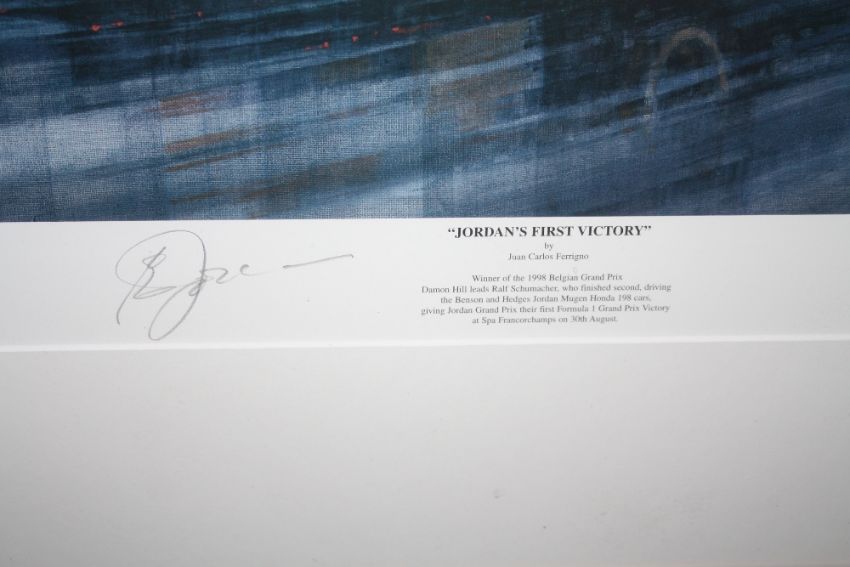 “JORDAN’S FIRST VICTORY”
by
Juan Carlos Ferrigno
Winner of the 1998 Belgian Grand Prix
Damon Hill leads Ralf Schumacher, who finished second, driving
the Benson and Hedges Jordan Mugen Honda 198 cars,
giving Jordan Grand Prix their first Formula 1 Grand Prix Victory
at Spa Francorchamps on 30th August.